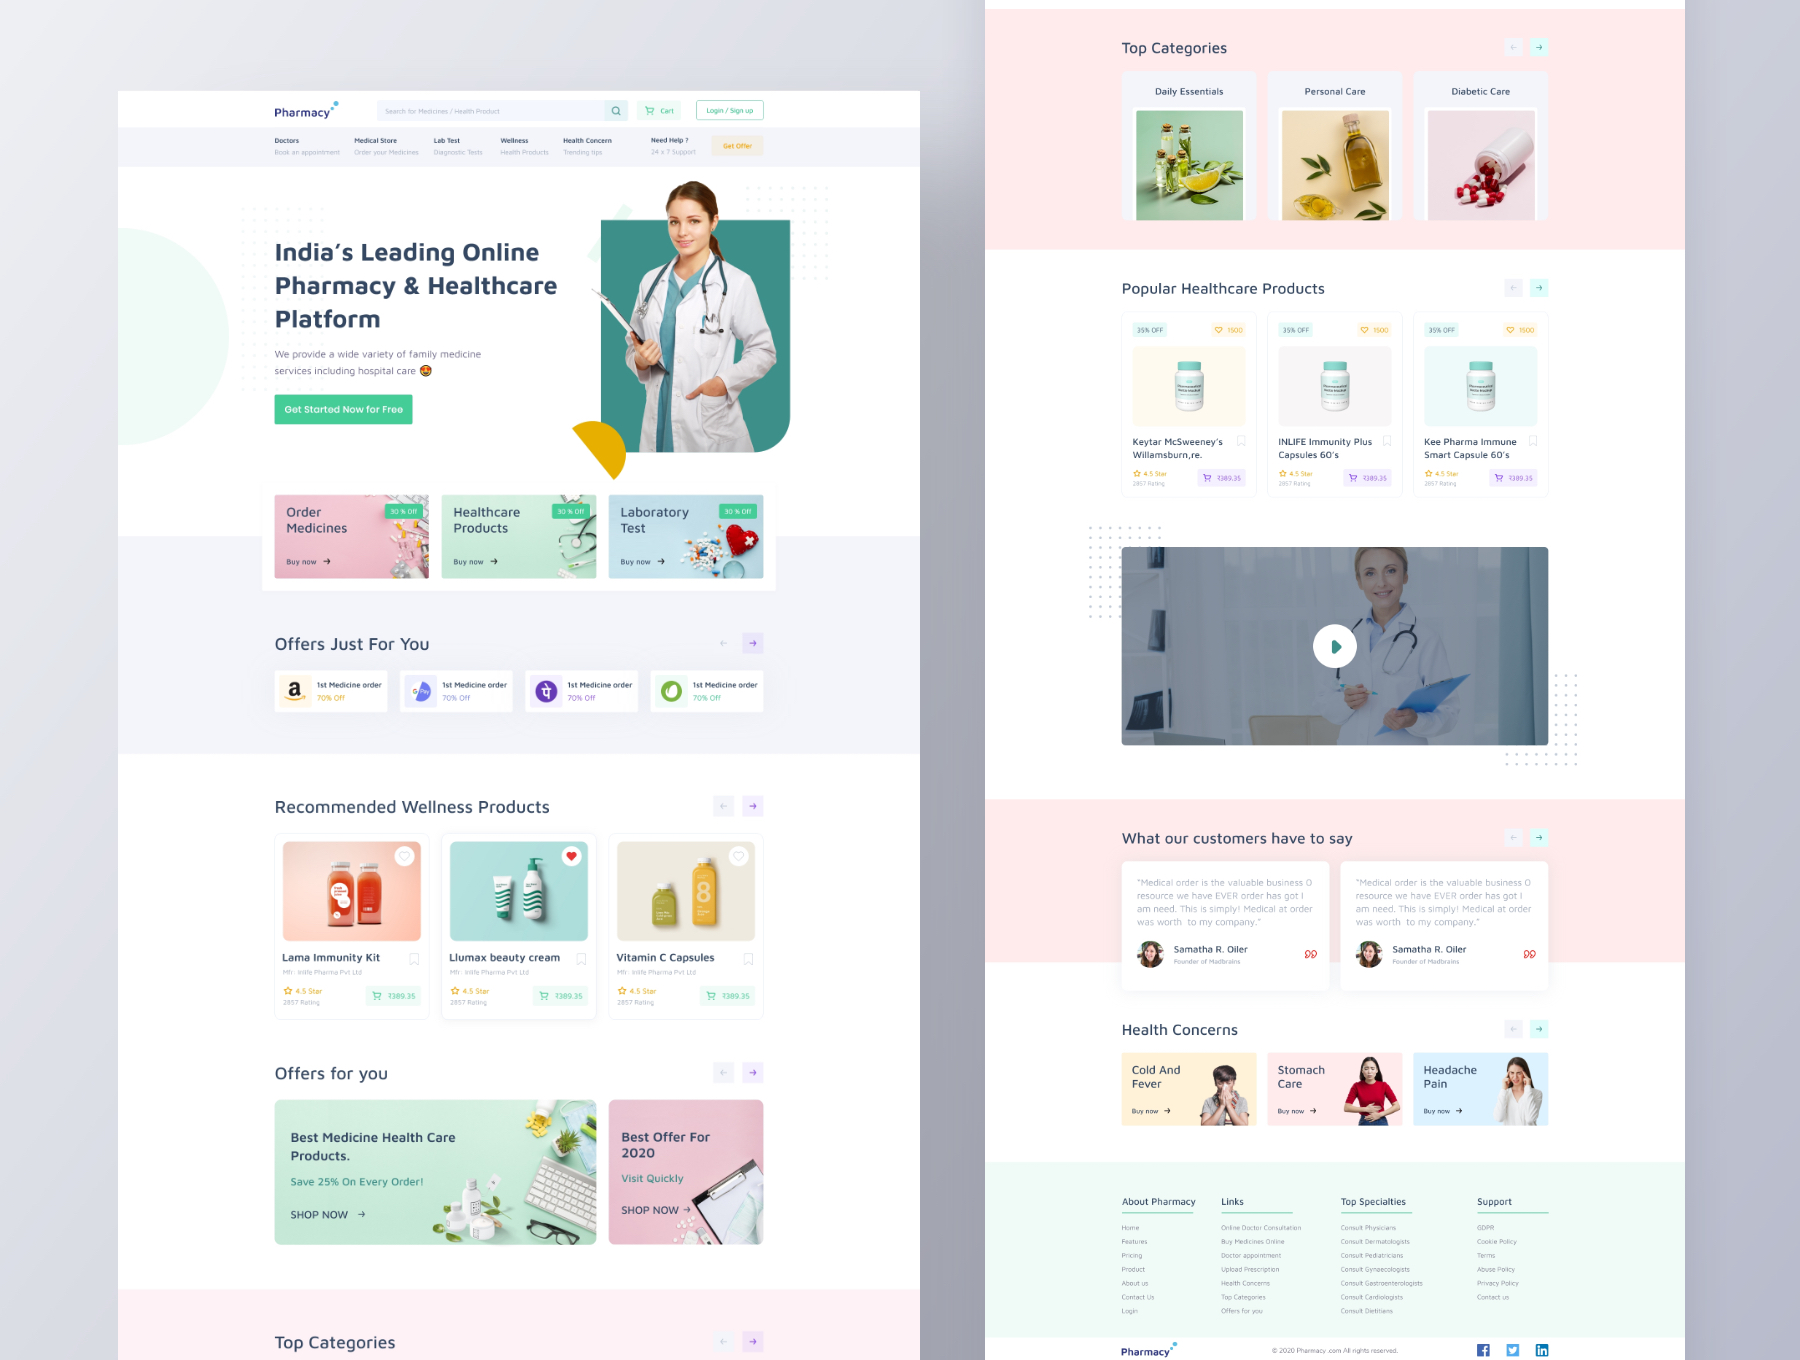 Pharmacy
Search for Medicines / Health Product
Cart
Login / Sign up
Doctors
Book an appointment
Medical Store
Order your Medicines
Lab Test
Diagnostic Tests
Wellness
Health Products
Health Concern
Trending tips
Need Help ?
24 x 7 Support
Get Offer
India's Leading Online
Pharmacy & Healthcare
Platform
We provide a wide variety of family medicine
services including hospital care 🤩
Get Started Now for Free
Order
Medicines
30 % Off
Buy now →
Healthcare
Products
30 % Off
Buy now →
Laboratory
Test
30 % Off
Buy now →
Offers Just For You
1st Medicine order
70% Off
G Pay
1st Medicine order
70% Off
1st Medicine order
70% Off
1st Medicine order
70% Off
Recommended Wellness Products
Lama Immunity Kit
Mfr: Inlife Pharma Pvt Ltd
4.5 Star
2857 Rating
₹389.35
Llumax beauty cream
Mfr: Inlife Pharma Pvt Ltd
4.5 Star
2857 Rating
₹389.35
8
Vitamin C Capsules
Mfr: Inlife Pharma Pvt Ltd
4.5 Star
2857 Rating
₹389.35
Offers for you
Best Medicine Health Care
Products.
Save 25% On Every Order!
SHOP NOW →
Best Offer For
2020
Visit Quickly
SHOP NOW →
Top Categories
Top Categories
Daily Essentials
Personal Care
Diabetic Care
Popular Healthcare Products
35% OFF
1500
Keytar McSweeney's
Willamsburn,re.
4.5 Star
2857 Rating
₹389.35
35% OFF
1500
INLIFE Immunity Plus
Capsules 60's
4.5 Star
2857 Rating
₹389.35
35% OFF
1500
Kee Pharma Immune
Smart Capsule 60's
4.5 Star
2857 Rating
₹389.35
What our customers have to say
"Medical order is the valuable business 0
resource we have EVER order has got I
am need. This is simply! Medical at order
was worth to my company."
Samatha R. Oiler
Founder of Madbrains
"Medical order is the valuable business 0
resource we have EVER order has got I
am need. This is simply! Medical at order
was worth to my company."
Samatha R. Oiler
Founder of Madbrains
Health Concerns
Cold And
Fever
Buy now →
Stomach
Care
Buy now →
Headache
Pain
Buy now →
About Pharmacy
Home
Features
Pricing
Product
About us
Contact Us
Login
Links
Online Doctor Consultation
Buy Medicines Online
Doctor appointment
Upload Prescription
Health Concerns
Top Categories
Offers for you
Top Specialties
Consult Physicians
Consult Dermatologists
Consult Pediatricians
Consult Gynaecologists
Consult Gastroenterologists
Consult Cardiologists
Consult Dietitians
Support
GDPR
Cookie Policy
Terms
Abuse Policy
Privacy Policy
Contact us
Pharmacy
© 2020 Pharmacy .com All rights reserved.